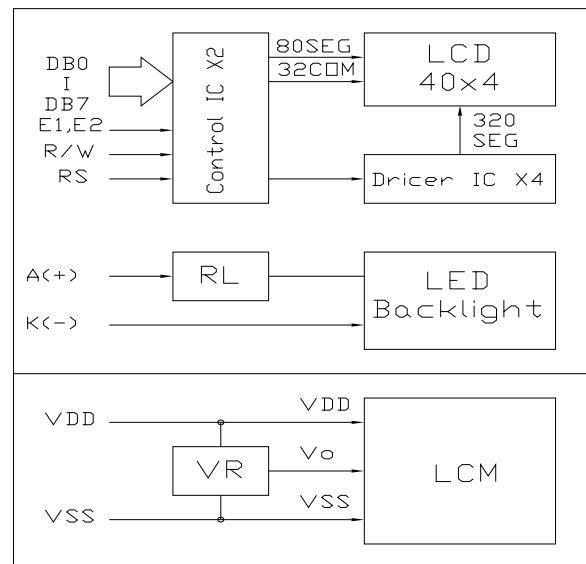 DB0
I
DB7
E1,E2
R/W
RS
Control IC X2
80SEG
32COM
LCD
40x4
320
SEG
Dricer IC X4
A(+)
K(-)
RL
LED
Backlight
VDD
VSS
VR
VDD
Vo
VSS
LCM